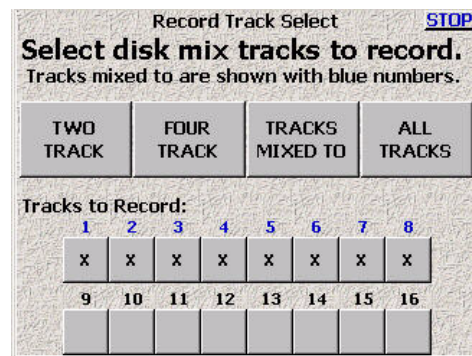 Record Track Select STOP
Select disk mix tracks to record.
Tracks mixed to are shown with blue numbers.
TWO FOUR TRACKS ALL
TRACK TRACK MIXED TO TRACKS
Tracks to Record:
1 2 3 4 5 6 7 8
x x x x x x x x
9 10 11 12 13 14 15 16